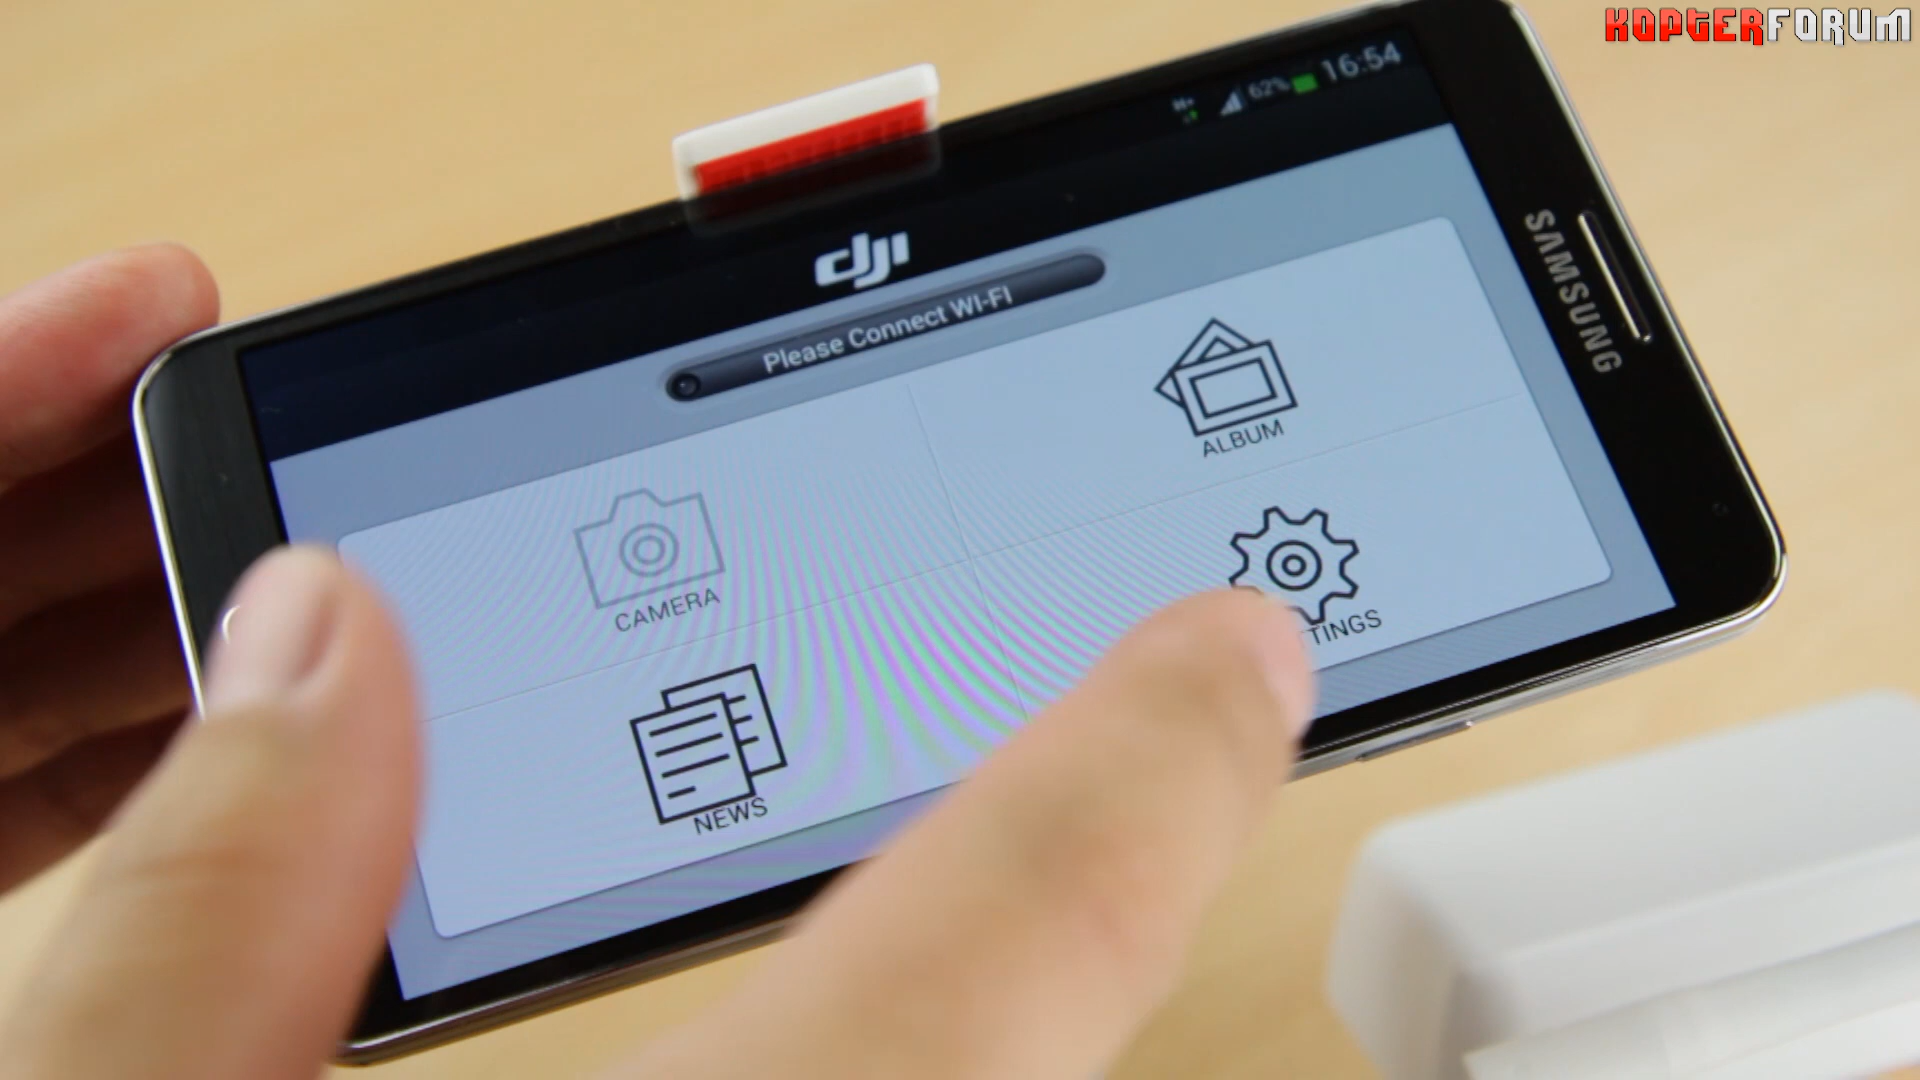 KOPTERFORUM
H+ 62% 16:54
dji
Please Connect WI-FI
SAMSUNG
CAMERA
ALBUM
NEWS
TINGS